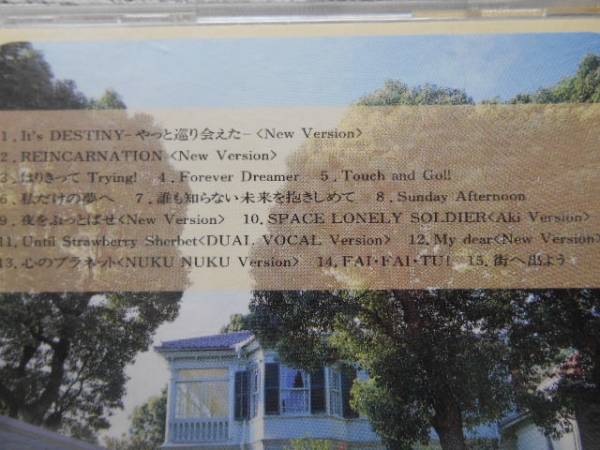 1. It's DESTINY-やっと巡り会えた-<New Version>
2. REINCARNATION <New Version>
3. はりきって Trying!　4. Forever Dreamer　5. Touch and Go!!
6. 私だけの夢へ　7. 誰も知らない未来を抱きしめて　8. Sunday Afternoon
9. 夜をぶっとばせ<New Version>　10. SPACE LONELY SOLDIER<Aki Version>
11. Until Strawberry Sherbet<DUAL VOCAL Version>　12. My dear<New Version>
13. 心のプラネット<NUKU NUKU Version>　14. FAI・FAI・TU!　15. 街へ出よう